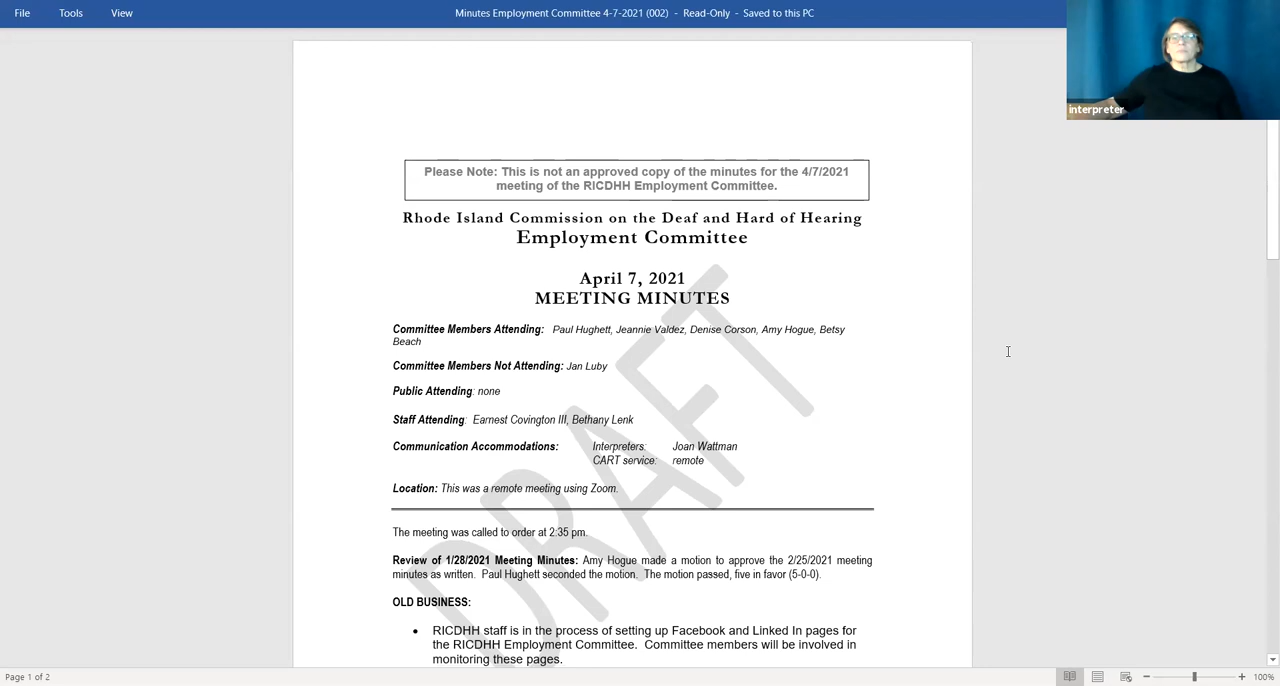 File Tools View Minutes Employment Committee 4-7-2021 (002) - Read-Only - Saved to this PC
interpreter
Please Note: This is not an approved copy of the minutes for the 4/7/2021
meeting of the RICDHH Employment Committee.
Rhode Island Commission on the Deaf and Hard of Hearing
Employment Committee
April 7, 2021
MEETING MINUTES
Committee Members Attending: Paul Hughett, Jeannie Valdez, Denise Corson, Amy Hogue, Betsy
Beach
Committee Members Not Attending: Jan Luby
Public Attending: none
Staff Attending: Earnest Covington III, Bethany Lenk
Communication Accommodations: Interpreters: Joan Wattman
CART service: remote
Location: This was a remote meeting using Zoom.
DRAFT
The meeting was called to order at 2:35 pm.
Review of 1/28/2021 Meeting Minutes: Amy Hogue made a motion to approve the 2/25/2021 meeting
minutes as written. Paul Hughett seconded the motion. The motion passed, five in favor (5-0-0).
OLD BUSINESS:
• RICDHH staff is in the process of setting up Facebook and Linked In pages for
the RICDHH Employment Committee. Committee members will be involved in
monitoring these pages.
Page 1 of 2 100%